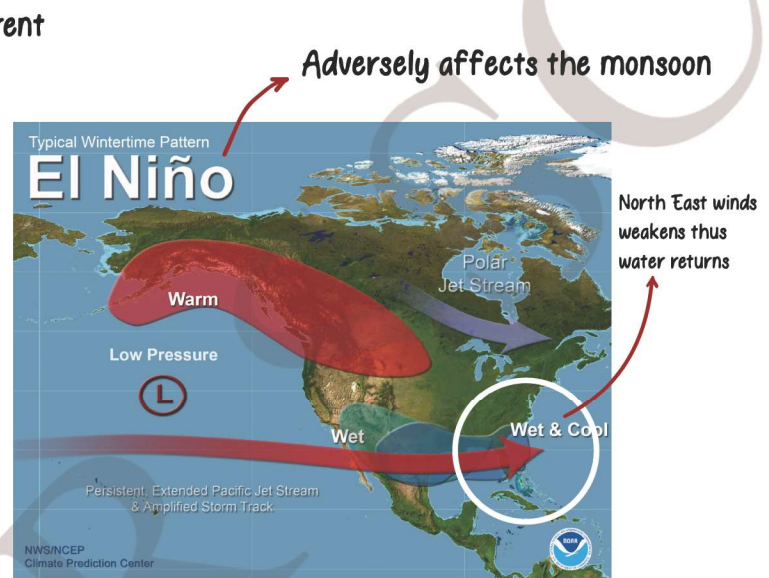 rent
Adversely affects the monsoon
Typical Wintertime Pattern
El Niño
North East winds
weakens thus
water returns
Polar
Jet Stream
Warm
Low Pressure
L
Wet
Wet & Cool
Persistent, Extended Pacific Jet Stream
& Amplified Storm Track
NWS/NCEP
Climate Prediction Center
NOAA